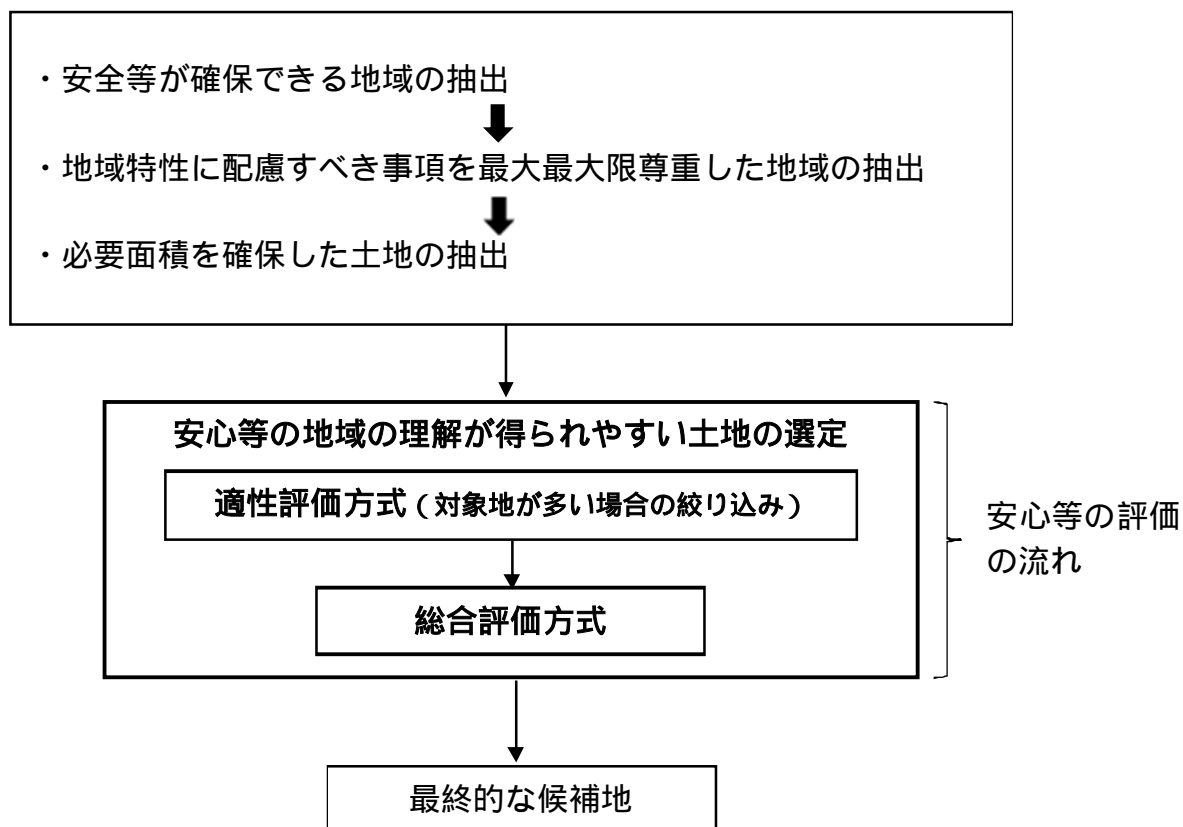 ・安全等が確保できる地域の抽出
・地域特性に配慮すべき事項を最大最大限尊重した地域の抽出
・必要面積を確保した土地の抽出
安心等の地域の理解が得られやすい土地の選定
適性評価方式（対象地が多い場合の絞り込み）
総合評価方式
安心等の評価
の流れ
最終的な候補地